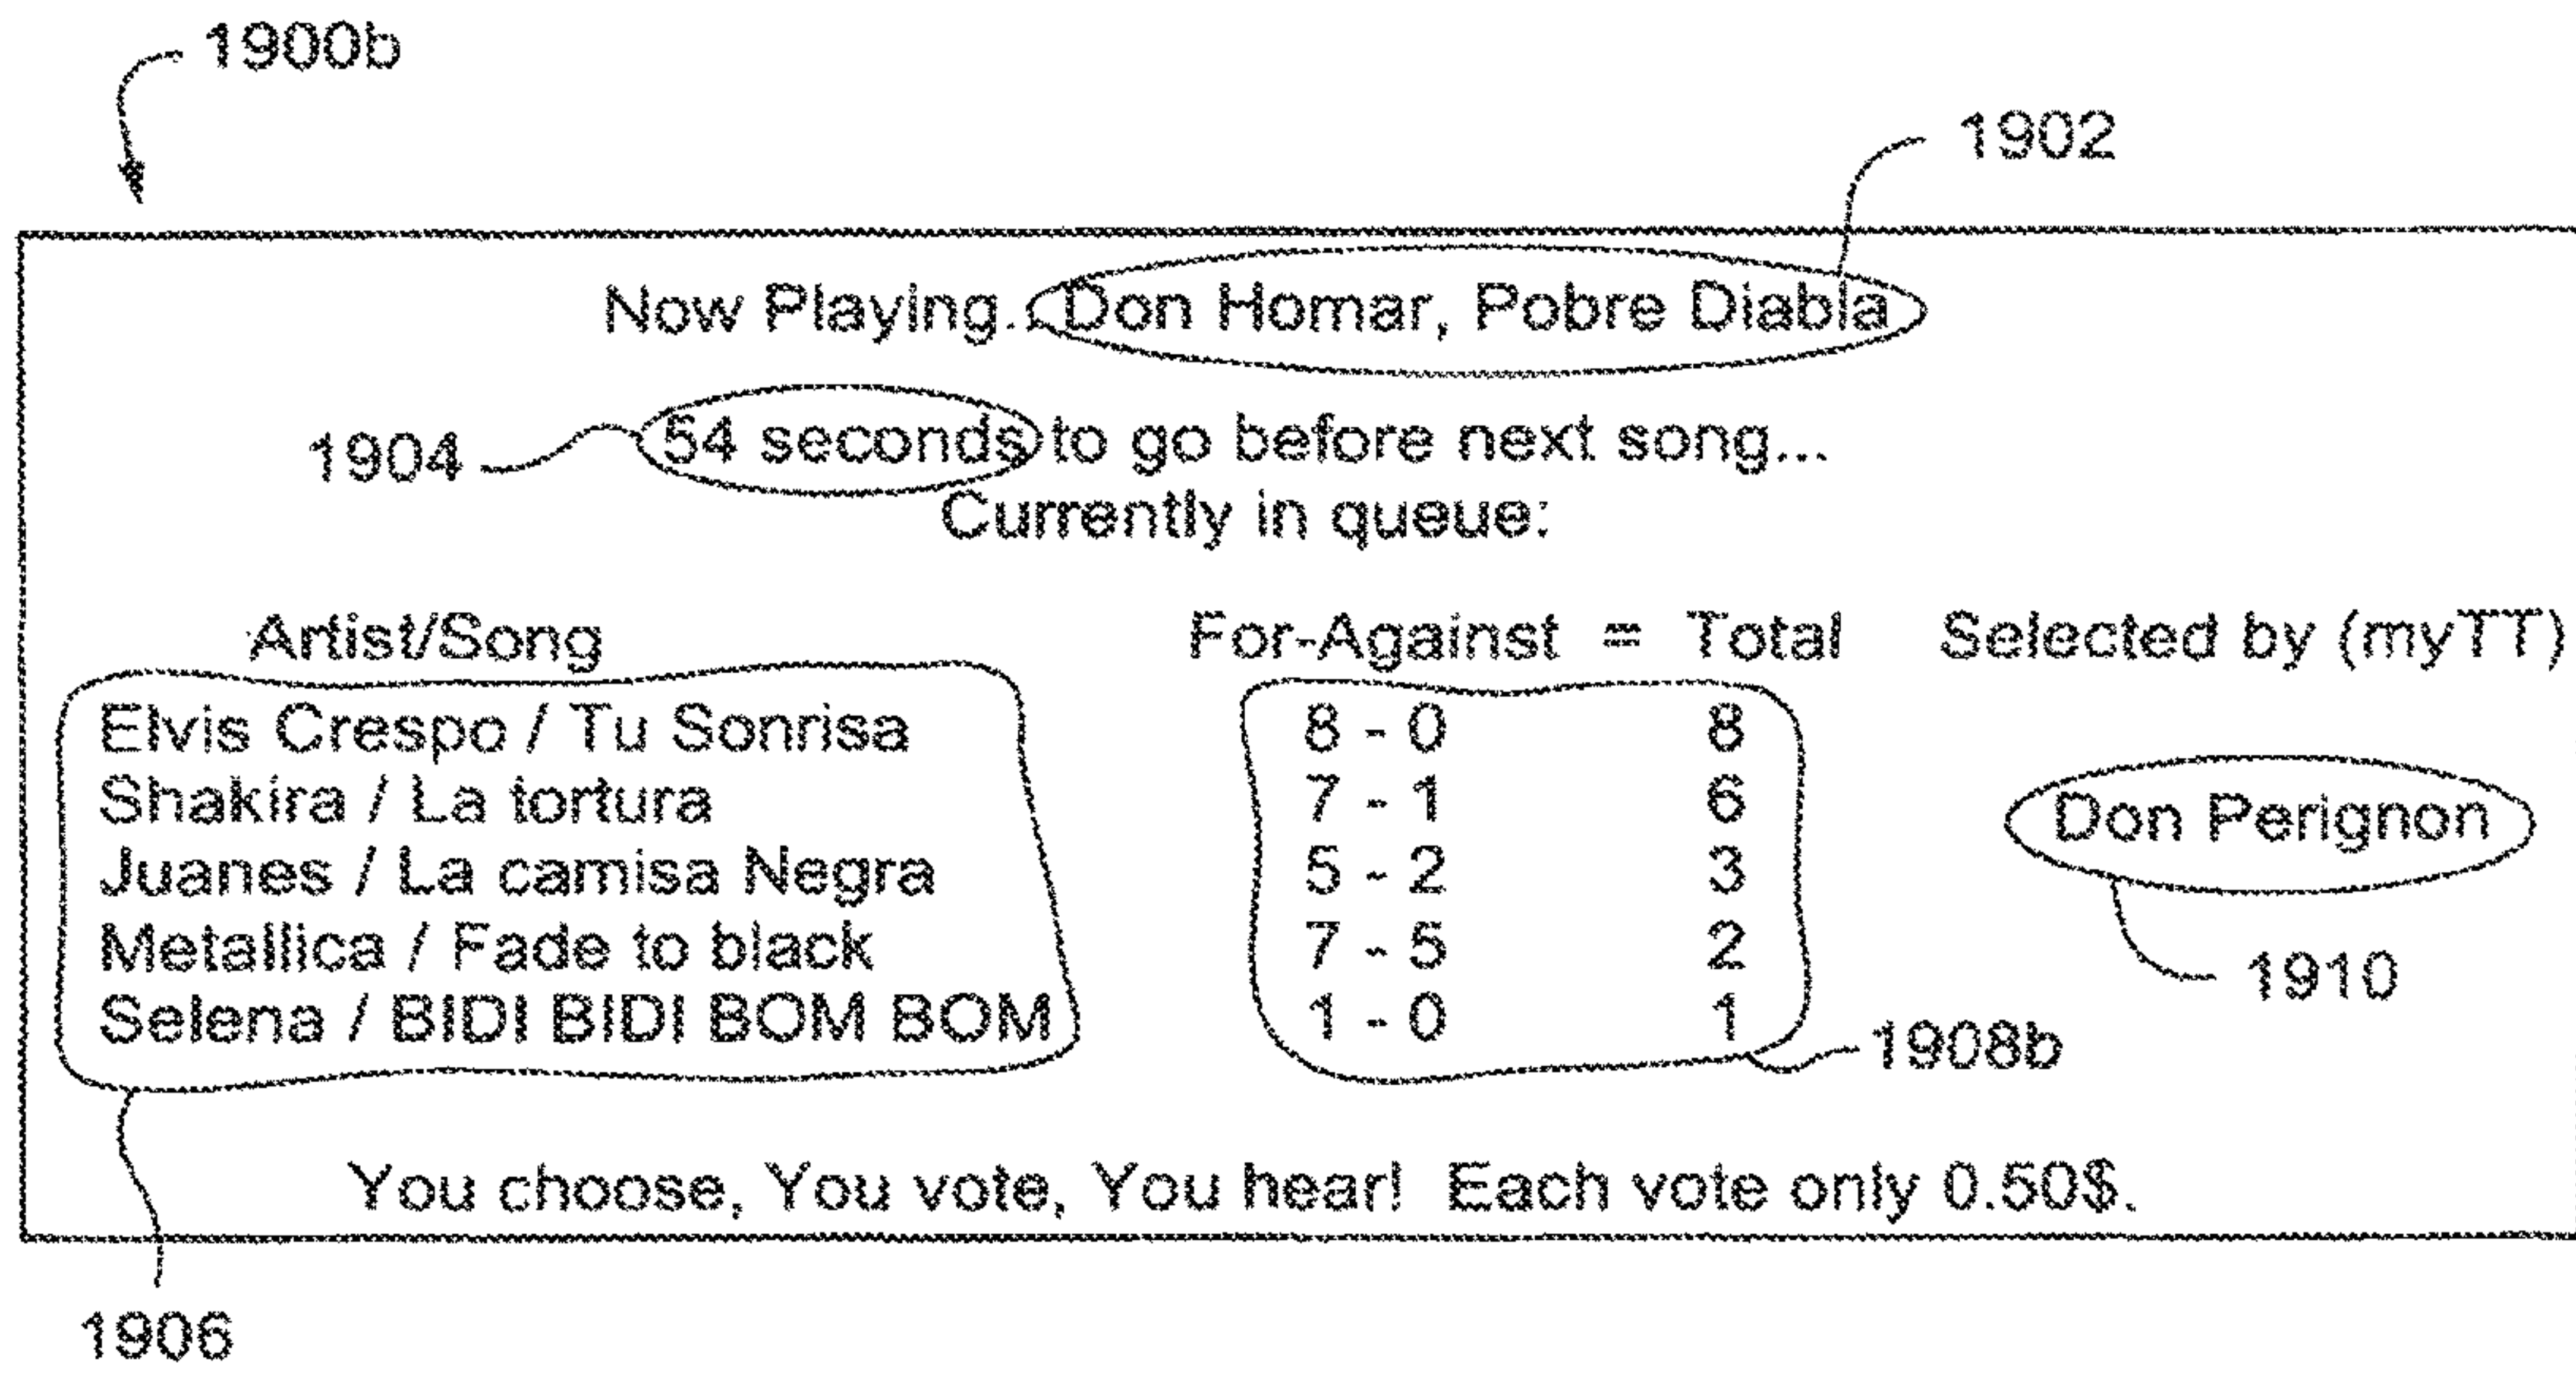 1900b
1902
Now Playing... Don Homar, Pobre Diabla
1904 54 seconds to go before next song...
Currently in queue:
Artist/Song For-Against = Total Selected by (myTT)
Elvis Crespo / Tu Sonrisa 8 - 0 8
Shakira / La tortura 7 - 1 6 Don Perignon
Juanes / La camisa Negra 5 - 2 3
Metallica / Fade to black 7 - 5 2 1910
Selena / BIDI BIDI BOM BOM 1 - 0 1 1908b
You choose, You vote, You hear! Each vote only 0.50$.
1906